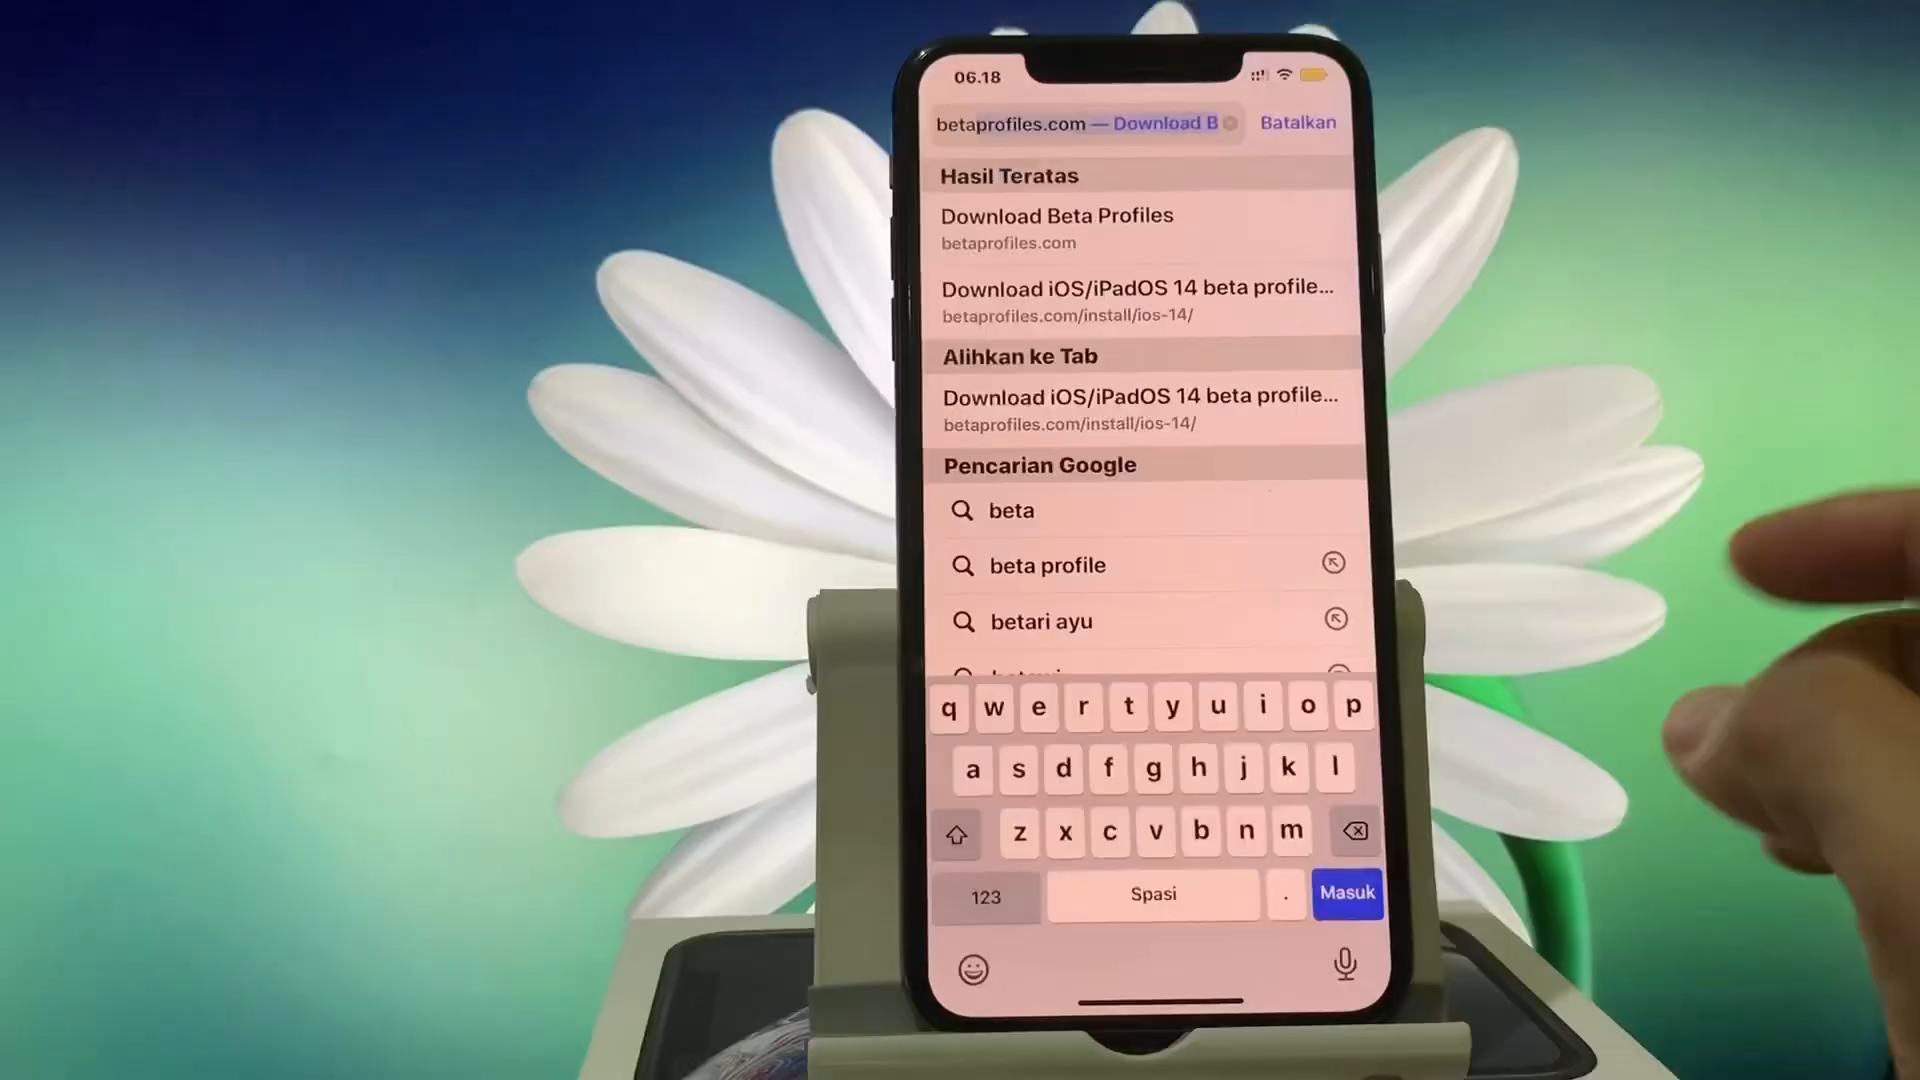 06.18
betaprofiles.com — Download B
Batalkan
Hasil Teratas
Download Beta Profiles
betaprofiles.com
Download iOS/iPadOS 14 beta profile...
betaprofiles.com/install/ios-14/
Alihkan ke Tab
Download iOS/iPadOS 14 beta profile...
betaprofiles.com/install/ios-14/
Pencarian Google
beta
beta profile
betari ayu
q w e r t y u i o p
a s d f g h j k l
z x c v b n m
123 Spasi . Masuk